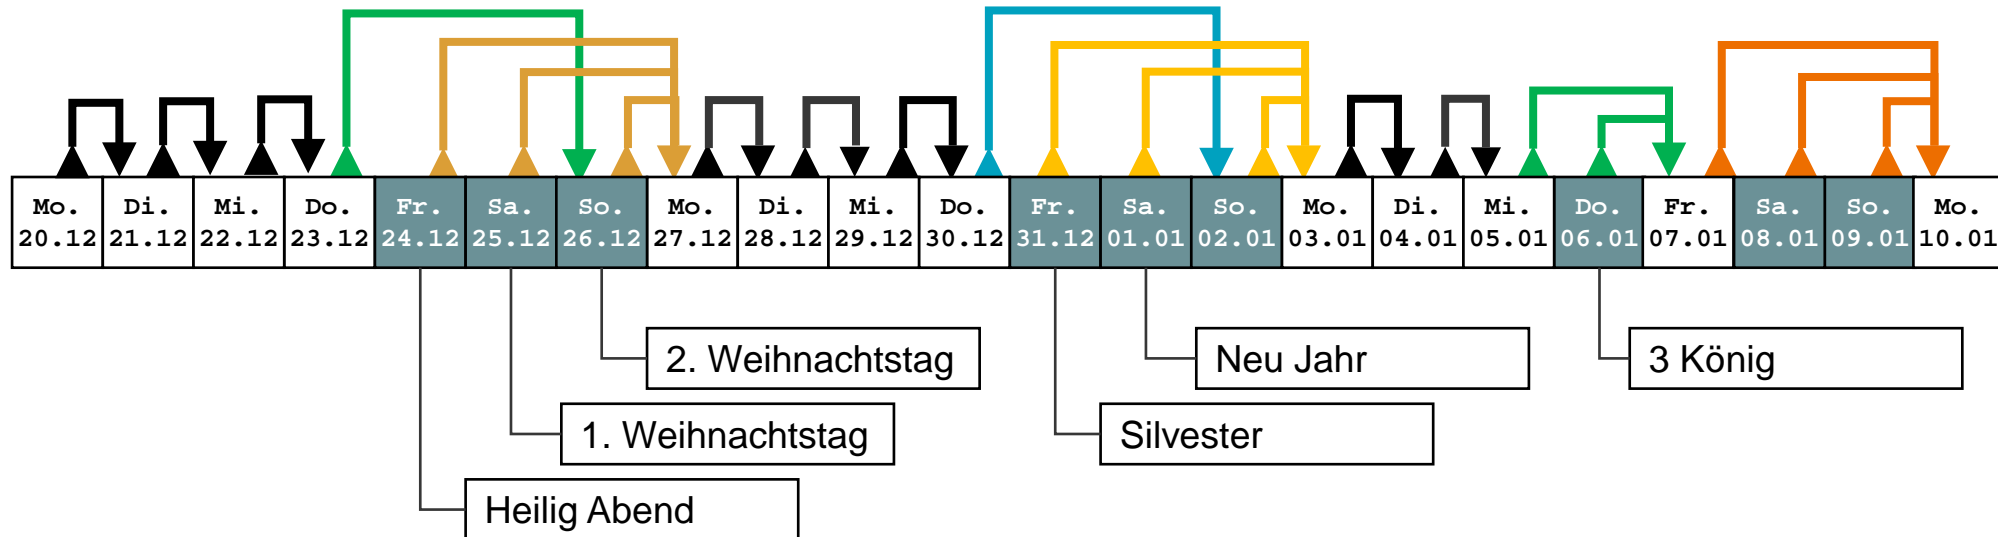 Mo. Di. Mi. Do. Fr. Sa. So. Mo. Di. Mi. Do. Fr. Sa. So. Mo. Di. Mi. Do. Fr. Sa. So. Mo.
20.12 21.12 22.12 23.12 24.12 25.12 26.12 27.12 28.12 29.12 30.12 31.12 01.01 02.01 03.01 04.01 05.01 06.01 07.01 08.01 09.01 10.01
2. Weihnachtstag Neu Jahr 3 König
1. Weihnachtstag Silvester
Heilig Abend